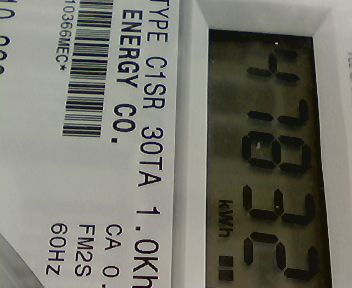 47832
kWh
TYPE C1SR 30TA 1.0Kh
ENERGY CO.
CA 0.
FM2S
60Hz
10366MEC*